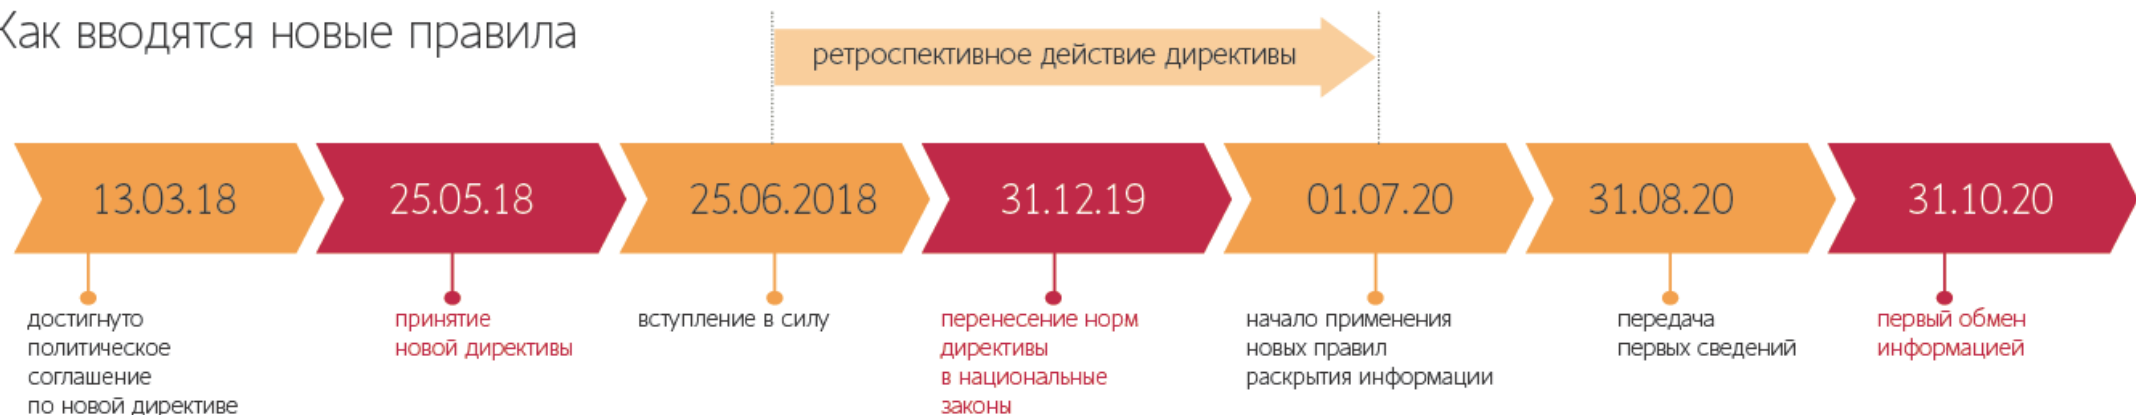 Как вводятся новые правила
ретроспективное действие директивы
13.03.18
25.05.18
25.06.2018
31.12.19
01.07.20
31.08.20
31.10.20
достигнуто
политическое
соглашение
по новой директиве
принятие
новой директивы
вступление в силу
перенесение норм
директивы
в национальные
законы
начало применения
новых правил
раскрытия информации
передача
первых сведений
первый обмен
информацией